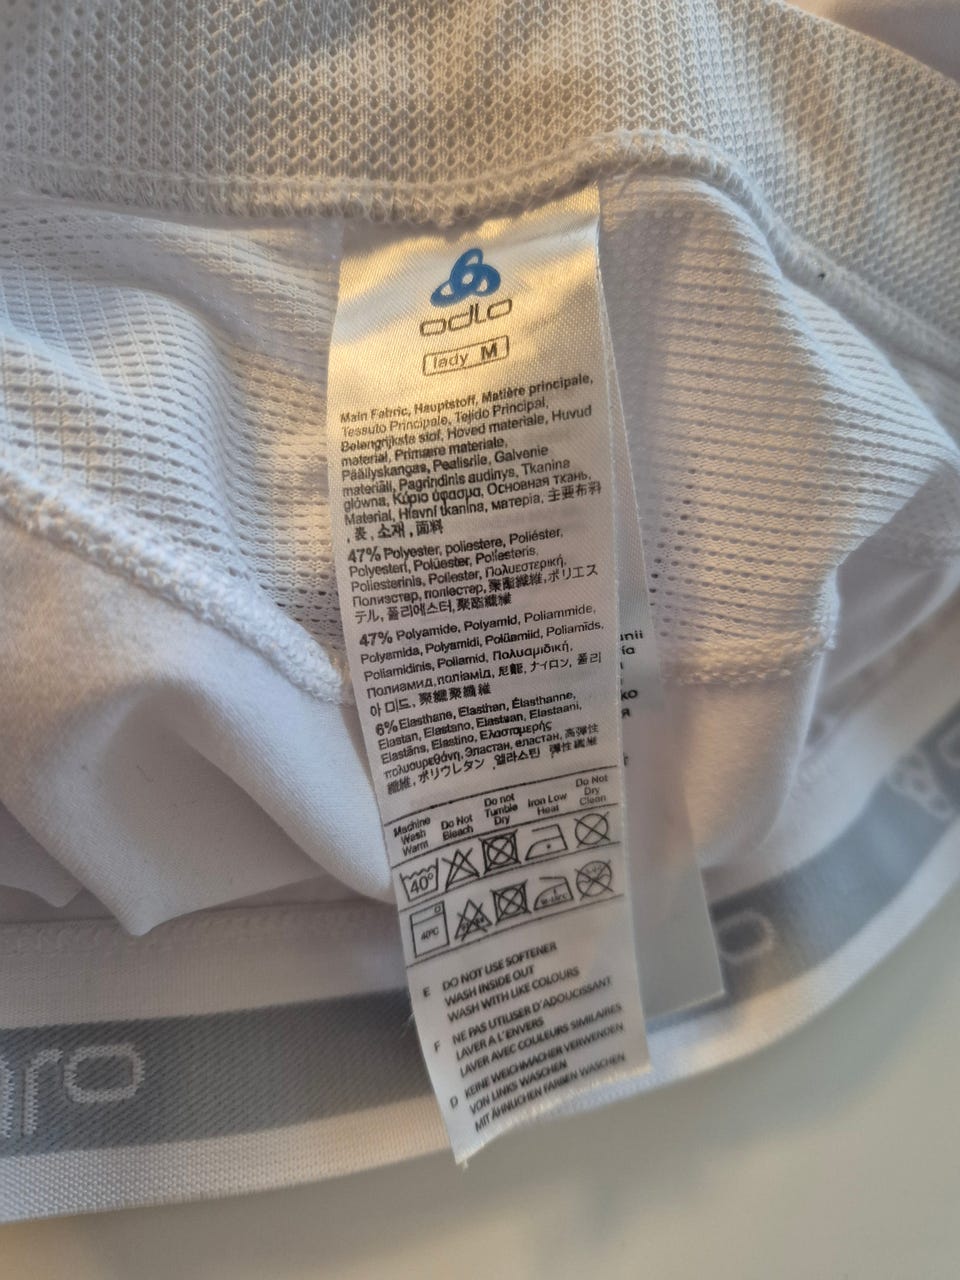 odlo
lady M
Main Fabric, Hauptstoff, Matière principale,
Tessuto Principale, Tejido Principal,
Belangrijkste stof, Hoved materiale, Huvud
material, Primære materiale,
Päällyskangas, Pealisriie, Galvenie
materiāli, Pagrindinis audinys, Tkanina
główna, Κύριο ύφασμα, Основная ткань,
Material, Hlavní tkanina, материа, 主要布料
, 表, 소재, 面料
47% Polyester, poliestere, Poliéster,
Polyesteri, Polüester, Poliesteris,
Poliesterinis, Poliester, Πολυεστερική,
Полиэстер, поліестер, 聚酯纖維, ポリエス
テル, 폴리에스터, 聚酯纖維
47% Polyamide, Polyamid, Poliammide,
Polyamida, Polyamidi, Polüamiid, Poliamīds,
Poliamidinis, Poliamid, Πολυαμιδική,
Полиамид, поліамід, 尼龍, ナイロン, 폴리
아미드,
6% Elasthane, Elasthan, Élasthanne,
Elastan, Elastano, Elastaan, Elastaani,
Elastāns, Elastino, Ελαστομερής
πολυουρεθάνη, Эластан, еластан, 高彈性
纖維, ポリウレタン, 엘라스틴, 彈性纖維
Machine Wash Warm
Do Not Bleach
Do not Tumble Dry
Iron Low Heat
Do Not Dry Clean
40°
40°C
E DO NOT USE SOFTENER
WASH INSIDE OUT
WASH WITH LIKE COLOURS
F NE PAS UTILISER D'ADOUCISSANT
LAVER A L'ENVERS
LAVER AVEC COULEURS SIMILAIRES
D KEINE WEICHMACHER VERWENDEN
VON LINKS WASCHEN
MIT ÄHNLICHEN FARBEN WASCHEN